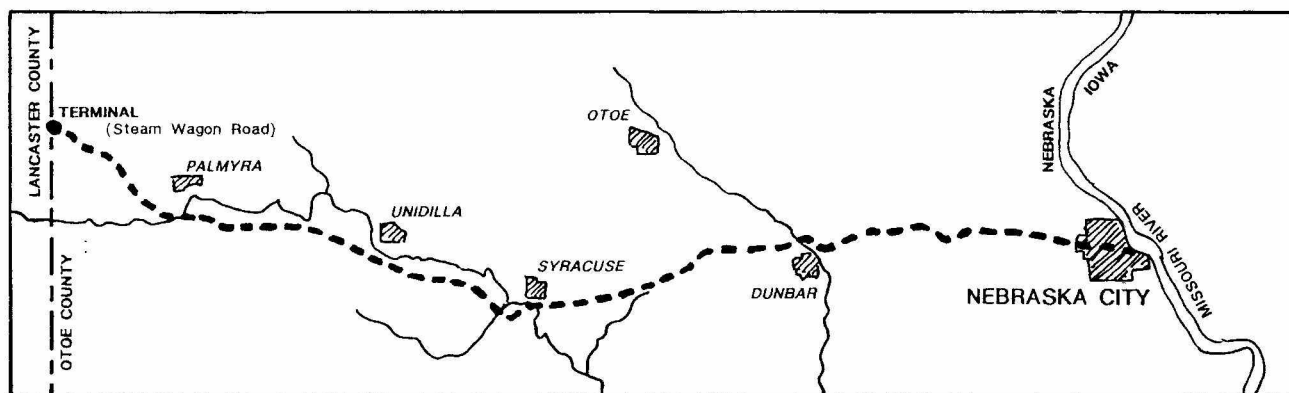 LANCASTER COUNTY
OTOE COUNTY
TERMINAL
(Steam Wagon Road)
PALMYRA
UNIDILLA
SYRACUSE
OTOE
DUNBAR
NEBRASKA CITY
NEBRASKA
IOWA
MISSOURI RIVER